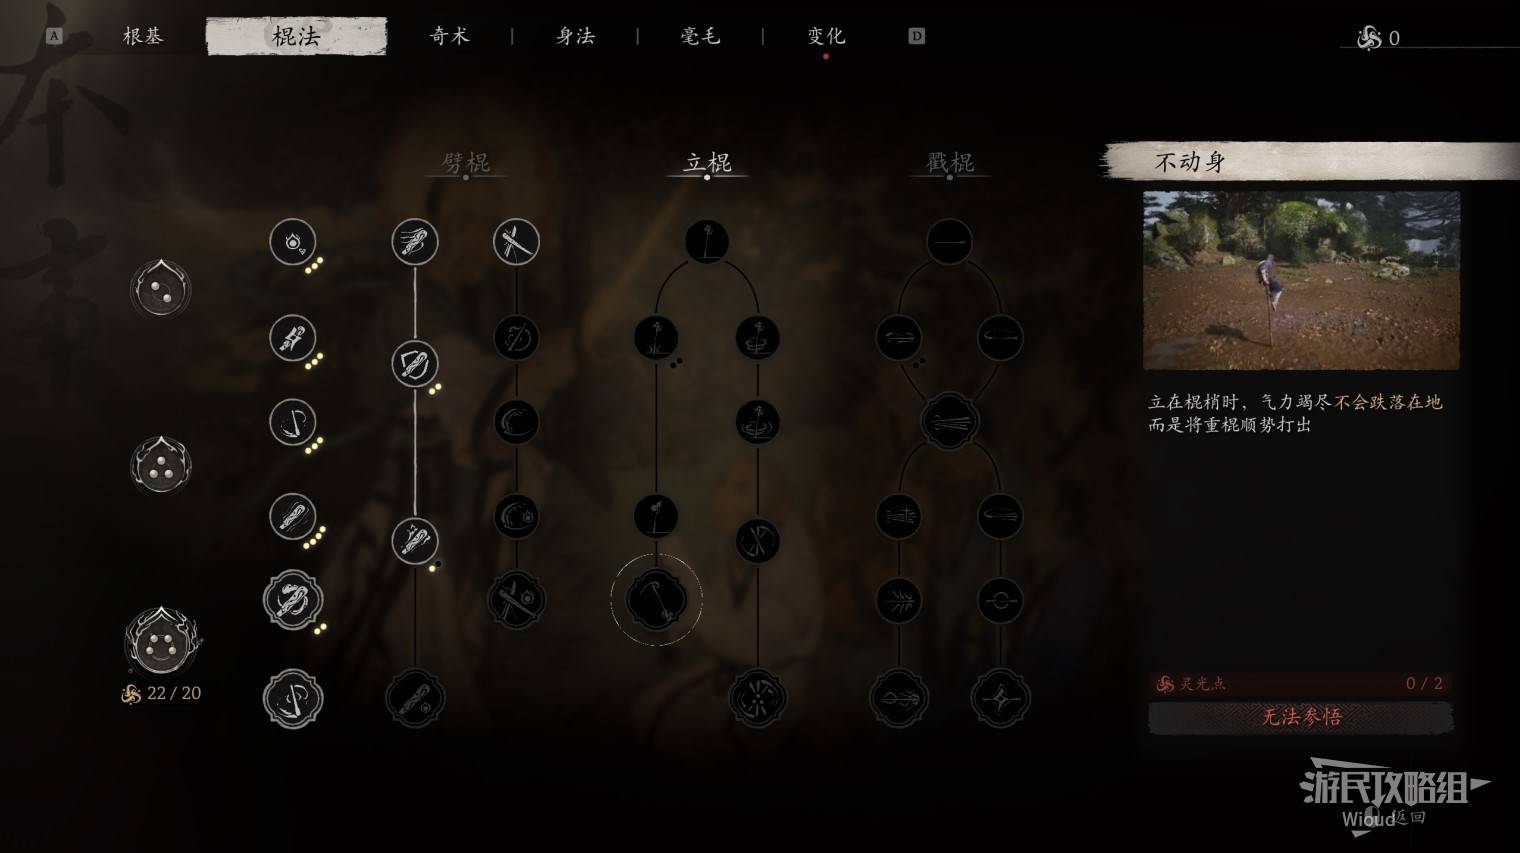 A 根基 棍法 奇术 身法 毫毛 变化 D
0
本事
劈棍 立棍 戳棍
不动身
立在棍梢时，气力竭尽不会跌落在地
而是将重棍顺势打出
22 / 20
灵光点 0 / 2
无法参悟
游民攻略组
Wioud
返回